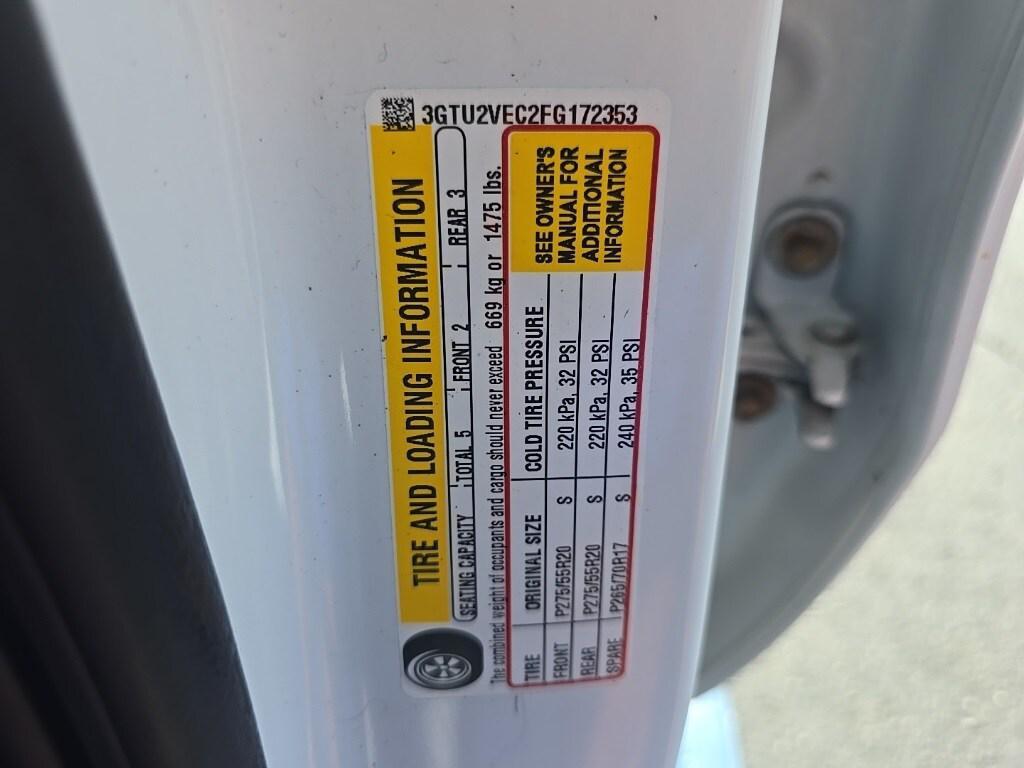 3GTU2VEC2FG172353
TIRE AND LOADING INFORMATION
SEATING CAPACITY TOTAL 5 FRONT 2 REAR 3
The combined weight of occupants and cargo should never exceed 669 kg or 1475 lbs.
TIRE ORIGINAL SIZE COLD TIRE PRESSURE
FRONT P275/55R20 S 220 kPa, 32 PSI
REAR P275/55R20 S 220 kPa, 32 PSI
SPARE P265/70R17 S 240 kPa, 35 PSI
SEE OWNER'S
MANUAL FOR
ADDITIONAL
INFORMATION